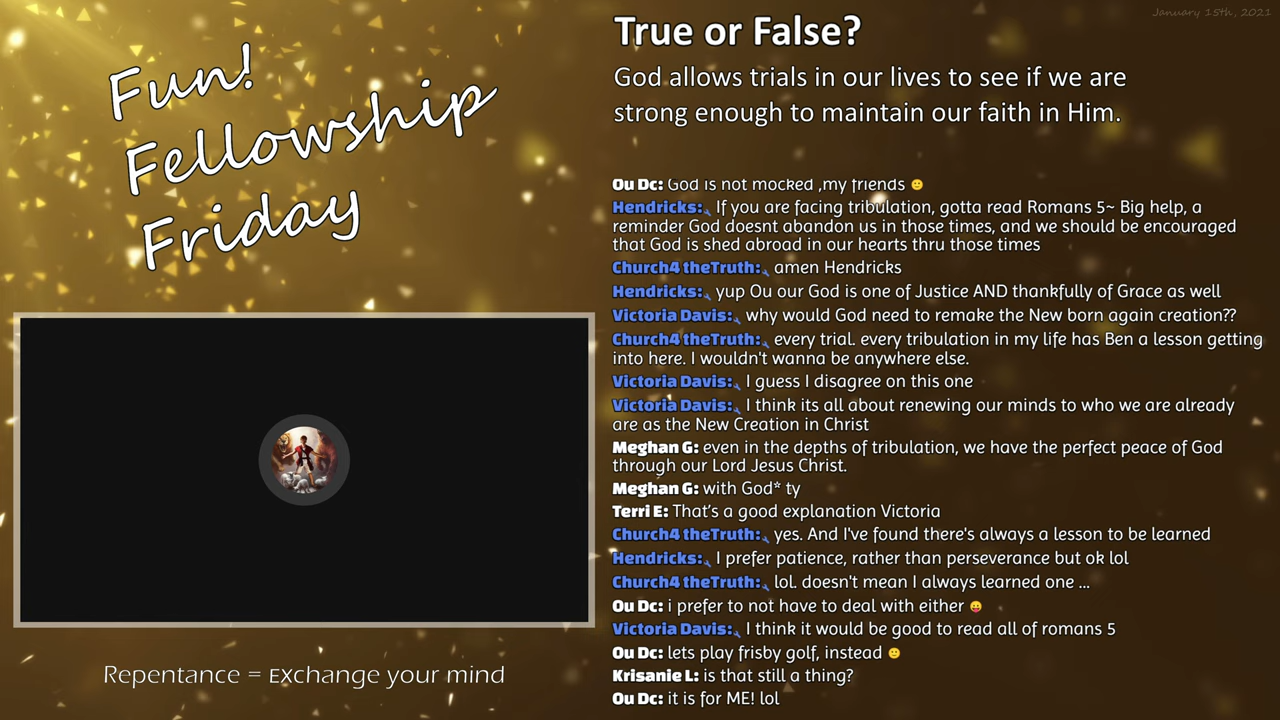 January 15th, 2021
Fun!
Fellowship
Friday
True or False?
God allows trials in our lives to see if we are
strong enough to maintain our faith in Him.
Ou Dc: God is not mocked ,my friends 🙂
Hendricks: If you are facing tribulation, gotta read Romans 5~ Big help, a
reminder God doesnt abandon us in those times, and we should be encouraged
that God is shed abroad in our hearts thru those times
Church4 theTruth: amen Hendricks
Hendricks: yup Ou our God is one of Justice AND thankfully of Grace as well
Victoria Davis: why would God need to remake the New born again creation??
Church4 theTruth: every trial. every tribulation in my life has Ben a lesson getting
into here. I wouldn't wanna be anywhere else.
Victoria Davis: I guess I disagree on this one
Victoria Davis: I think its all about renewing our minds to who we are already
are as the New Creation in Christ
Meghan G: even in the depths of tribulation, we have the perfect peace of God
through our Lord Jesus Christ.
Meghan G: with God* ty
Terri E: That's a good explanation Victoria
Church4 theTruth: yes. And I've found there's always a lesson to be learned
Hendricks: I prefer patience, rather than perseverance but ok lol
Church4 theTruth: lol. doesn't mean I always learned one ...
Ou Dc: i prefer to not have to deal with either 😛
Victoria Davis: I think it would be good to read all of romans 5
Ou Dc: lets play frisby golf, instead 🙂
Krisanie L: is that still a thing?
Ou Dc: it is for ME! lol
Repentance = EXchange your mind